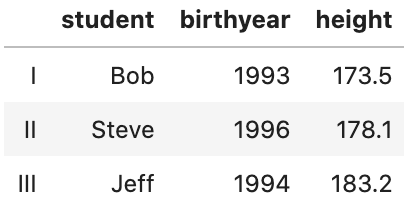 student birthyear height
I Bob 1993 173.5
II Steve 1996 178.1
III Jeff 1994 183.2